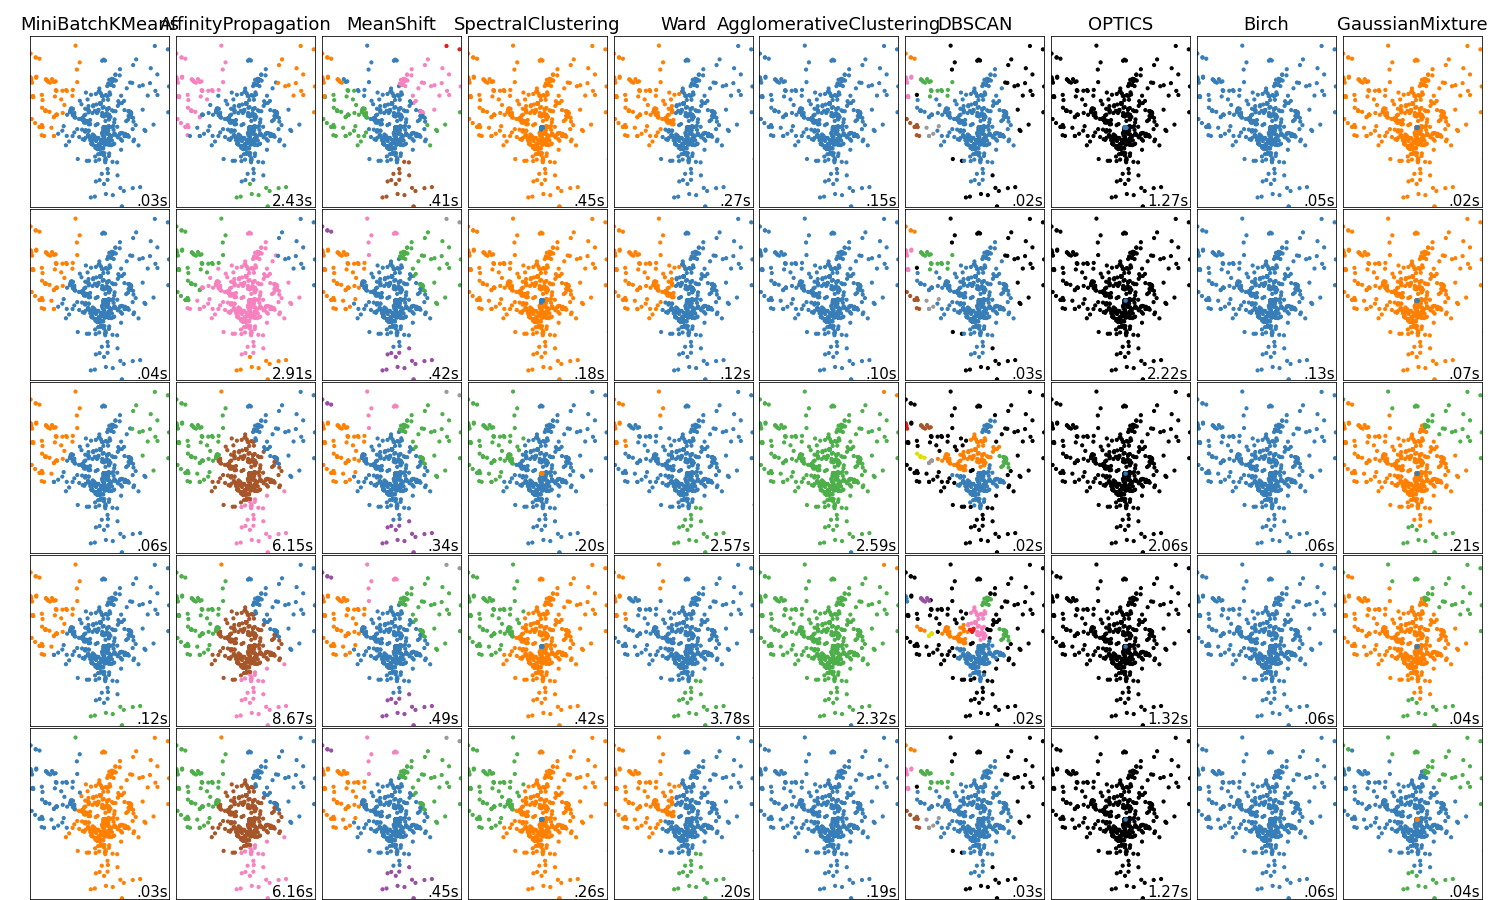 MiniBatchKMeans AffinityPropagation MeanShift SpectralClustering Ward AgglomerativeClustering DBSCAN OPTICS Birch GaussianMixture
.03s 2.43s .41s .45s .27s .15s .02s 1.27s .05s .02s
.04s 2.91s .42s .18s .12s .10s .03s 2.22s .13s .07s
.06s 6.15s .34s .20s 2.57s 2.59s .02s 2.06s .06s .21s
.12s 8.67s .49s .42s 3.78s 2.32s .02s 1.32s .06s .04s
.03s 6.16s .45s .26s .20s .19s .03s 1.27s .06s .04s